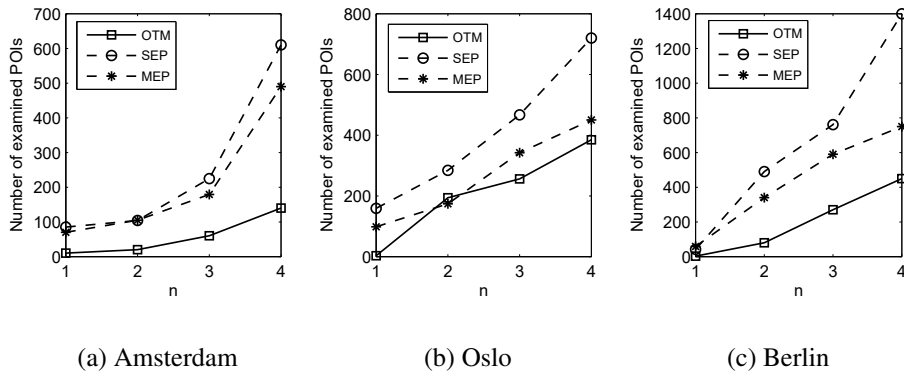 Number of examined POIs
700
600
500
400
300
200
100
0
OTM
SEP
MEP
1 2 3 4
n
(a) Amsterdam
Number of examined POIs
800
600
400
200
0
OTM
SEP
MEP
1 2 3 4
n
(b) Oslo
Number of examined POIs
1400
1200
1000
800
600
400
200
0
OTM
SEP
MEP
1 2 3 4
n
(c) Berlin